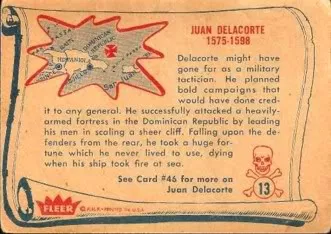 JUAN DELACORTE
1575-1598
DOMINICAN
REPUBLIC
HISPANIOLA
Delacorte might have
gone far as a military
tactician. He planned
bold campaigns that
would have done cred-
it to any general. He successfully attacked a heavily-
armed fortress in the Dominican Republic by leading
his men in scaling a sheer cliff. Falling upon the de-
fenders from the rear, he took a huge for-
tune which he never lived to use, dying
when his ship took fire at sea.
See Card #46 for more on
Juan Delacorte
13
FLEER
PRINTED IN U.S.A.